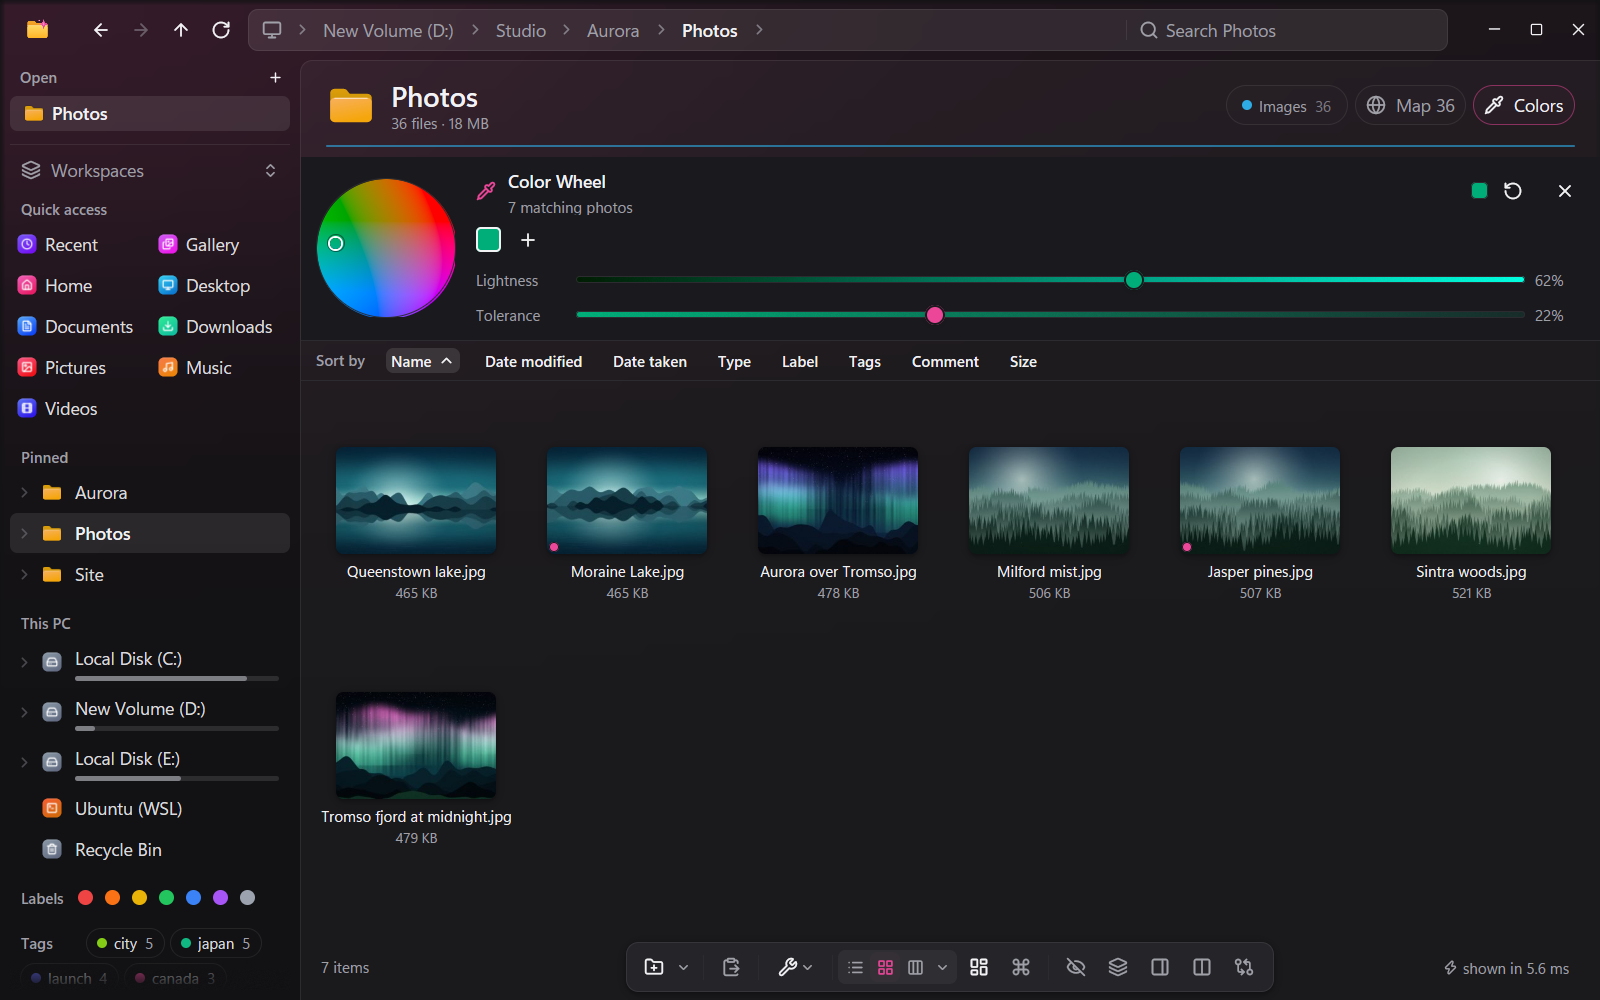 New Volume (D:) Studio Aurora Photos
Search Photos
Open
Photos
Workspaces
Quick access
Recent
Gallery
Home
Desktop
Documents
Downloads
Pictures
Music
Videos
Pinned
Aurora
Photos
Site
This PC
Local Disk (C:)
New Volume (D:)
Local Disk (E:)
Ubuntu (WSL)
Recycle Bin
Labels
Tags
city 5
japan 5
launch 4
canada 3
Photos
36 files · 18 MB
Images 36
Map 36
Colors
Color Wheel
7 matching photos
Lightness
62%
Tolerance
22%
Sort by Name Date modified Date taken Type Label Tags Comment Size
Queenstown lake.jpg
465 KB
Moraine Lake.jpg
465 KB
Aurora over Tromso.jpg
478 KB
Milford mist.jpg
506 KB
Jasper pines.jpg
507 KB
Sintra woods.jpg
521 KB
Tromso fjord at midnight.jpg
479 KB
7 items
shown in 5.6 ms